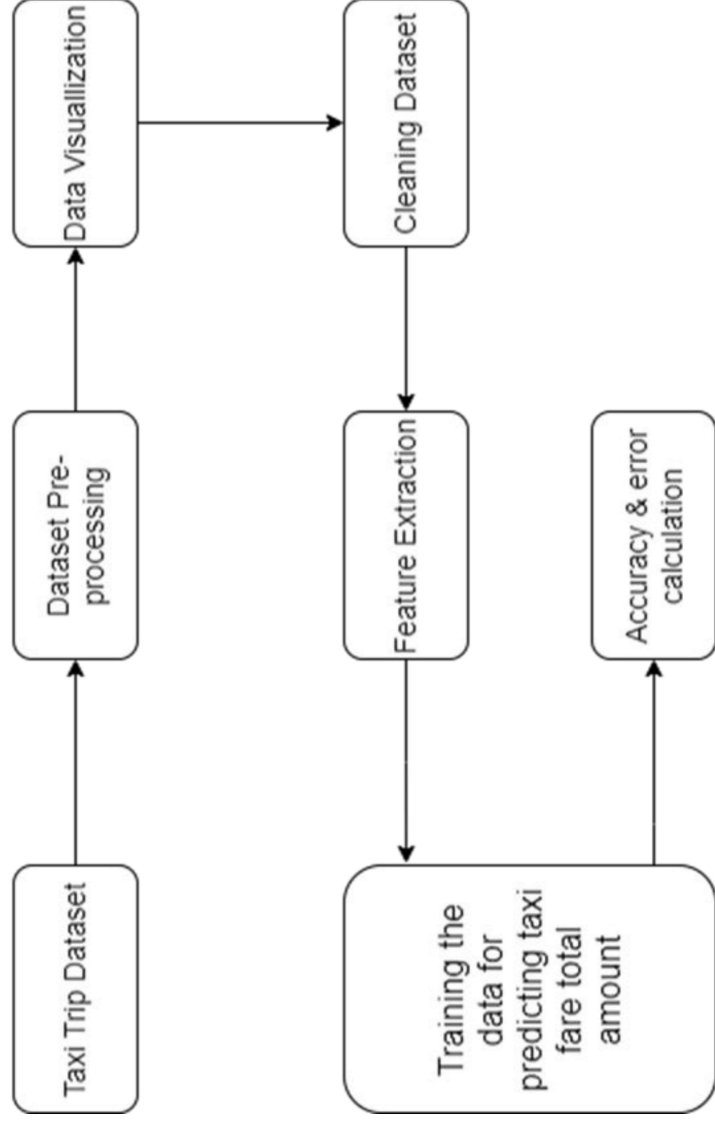 Taxi Trip Dataset
Dataset Pre-
processing
Data Visuallization
Cleaning Dataset
Feature Extraction
Training the
data for
predicting taxi
fare total
amount
Accuracy & error
calculation